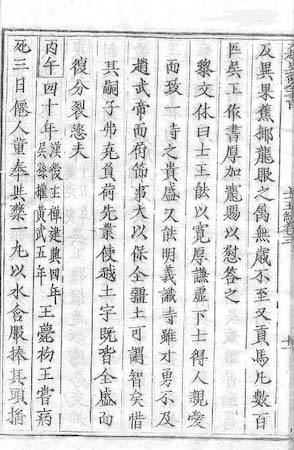 及異果蕉椰龍眼之属無歲不至又貢馬凡數百
匹吳王作書厚加寵賜以慰答之
黎文休曰士王能以寬厚謙虛下士得人親愛
而致一時之貴盛又能明義識時雖才勇不及
趙武帝而屈節事大以保全疆土可謂智矣惜
其嗣子弗克負荷先業使越土宇既皆全盛而
復分裂悲夫
丙午四十年漢後主禪建興四年吳孫權黃武五年王薨初王嘗病
死三日僊人董奉與藥一丸以水含服捧其頭搖